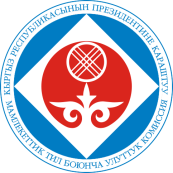 КЫРГЫЗ РЕСПУБЛИКАСЫНЫН ПРЕЗИДЕНТИНЕ КАРАШТУУ
МАМЛЕКЕТТИК ТИЛ БОЮНЧА УЛУТТУК КОМИССИЯ